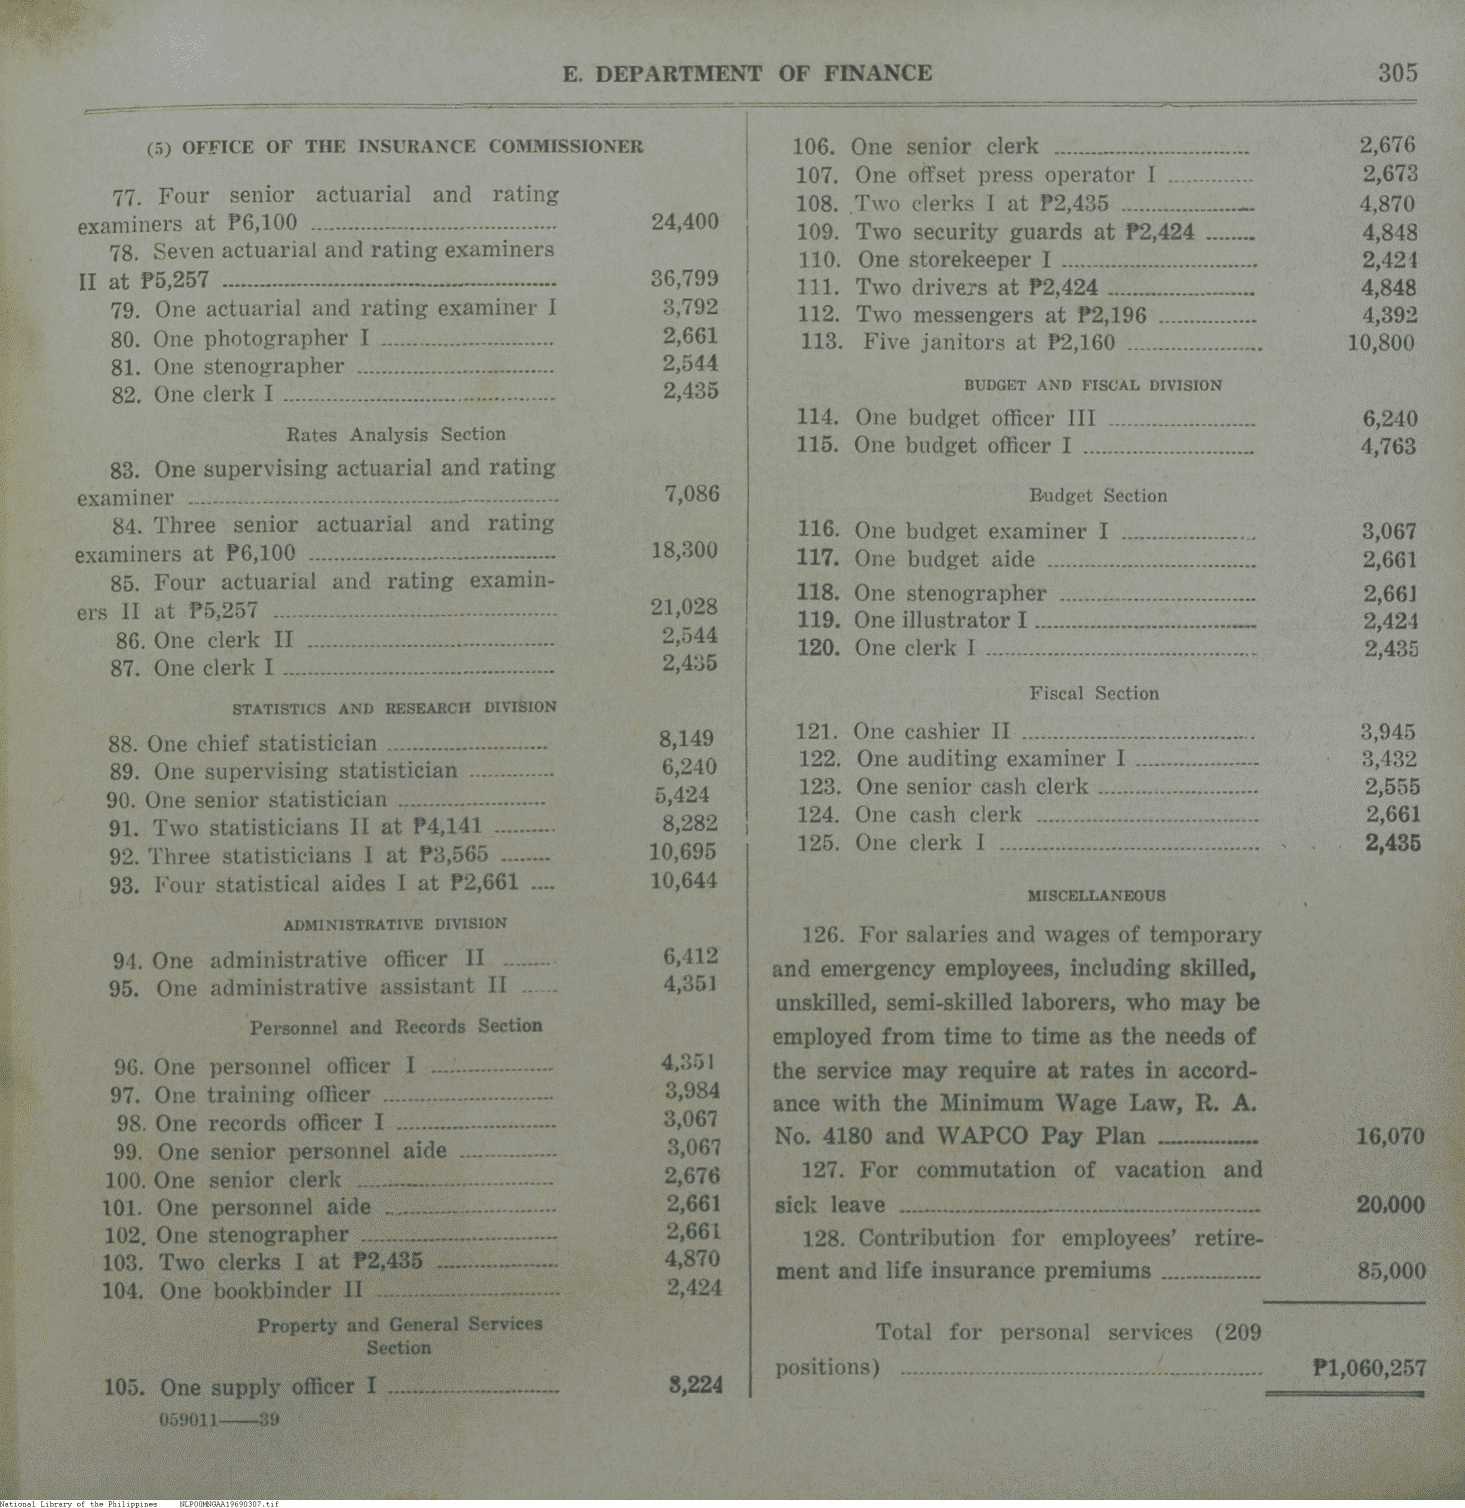 E. DEPARTMENT OF FINANCE 305
(5) OFFICE OF THE INSURANCE COMMISSIONER
77. Four senior actuarial and rating
examiners at ₱6,100 ........ 24,400
78. Seven actuarial and rating examiners
II at ₱5,257 ........ 36,799
79. One actuarial and rating examiner I 3,792
80. One photographer I ........ 2,661
81. One stenographer ........ 2,544
82. One clerk I ........ 2,435
Rates Analysis Section
83. One supervising actuarial and rating
examiner ........ 7,086
84. Three senior actuarial and rating
examiners at ₱6,100 ........ 18,300
85. Four actuarial and rating examin-
ers II at ₱5,257 ........ 21,028
86. One clerk II ........ 2,544
87. One clerk I ........ 2,435
STATISTICS AND RESEARCH DIVISION
88. One chief statistician ........ 8,149
89. One supervising statistician ........ 6,240
90. One senior statistician ........ 5,424
91. Two statisticians II at ₱4,141 ........ 8,282
92. Three statisticians I at ₱3,565 ........ 10,695
93. Four statistical aides I at ₱2,661 .... 10,644
ADMINISTRATIVE DIVISION
94. One administrative officer II ........ 6,412
95. One administrative assistant II ...... 4,351
Personnel and Records Section
96. One personnel officer I ........ 4,351
97. One training officer ........ 3,984
98. One records officer I ........ 3,067
99. One senior personnel aide ........ 3,067
100. One senior clerk ........ 2,676
101. One personnel aide ........ 2,661
102. One stenographer ........ 2,661
103. Two clerks I at ₱2,435 ........ 4,870
104. One bookbinder II ........ 2,424
Property and General Services
Section
105. One supply officer I ........ 3,224
059011——39
106. One senior clerk ........ 2,676
107. One offset press operator I ........ 2,673
108. Two clerks I at ₱2,435 ........ 4,870
109. Two security guards at ₱2,424 ........ 4,848
110. One storekeeper I ........ 2,424
111. Two drivers at ₱2,424 ........ 4,848
112. Two messengers at ₱2,196 ........ 4,392
113. Five janitors at ₱2,160 ........ 10,800
BUDGET AND FISCAL DIVISION
114. One budget officer III ........ 6,240
115. One budget officer I ........ 4,763
Budget Section
116. One budget examiner I ........ 3,067
117. One budget aide ........ 2,661
118. One stenographer ........ 2,661
119. One illustrator I ........ 2,424
120. One clerk I ........ 2,435
Fiscal Section
121. One cashier II ........ 3,945
122. One auditing examiner I ........ 3,432
123. One senior cash clerk ........ 2,555
124. One cash clerk ........ 2,661
125. One clerk I ........ 2,435
MISCELLANEOUS
126. For salaries and wages of temporary
and emergency employees, including skilled,
unskilled, semi-skilled laborers, who may be
employed from time to time as the needs of
the service may require at rates in accord-
ance with the Minimum Wage Law, R. A.
No. 4180 and WAPCO Pay Plan ........ 16,070
127. For commutation of vacation and
sick leave ........ 20,000
128. Contribution for employees' retire-
ment and life insurance premiums ........ 85,000
Total for personal services (209
positions) ........ ₱1,060,257
National Library of the Philippines NLPOOMNGAA19690307.tif